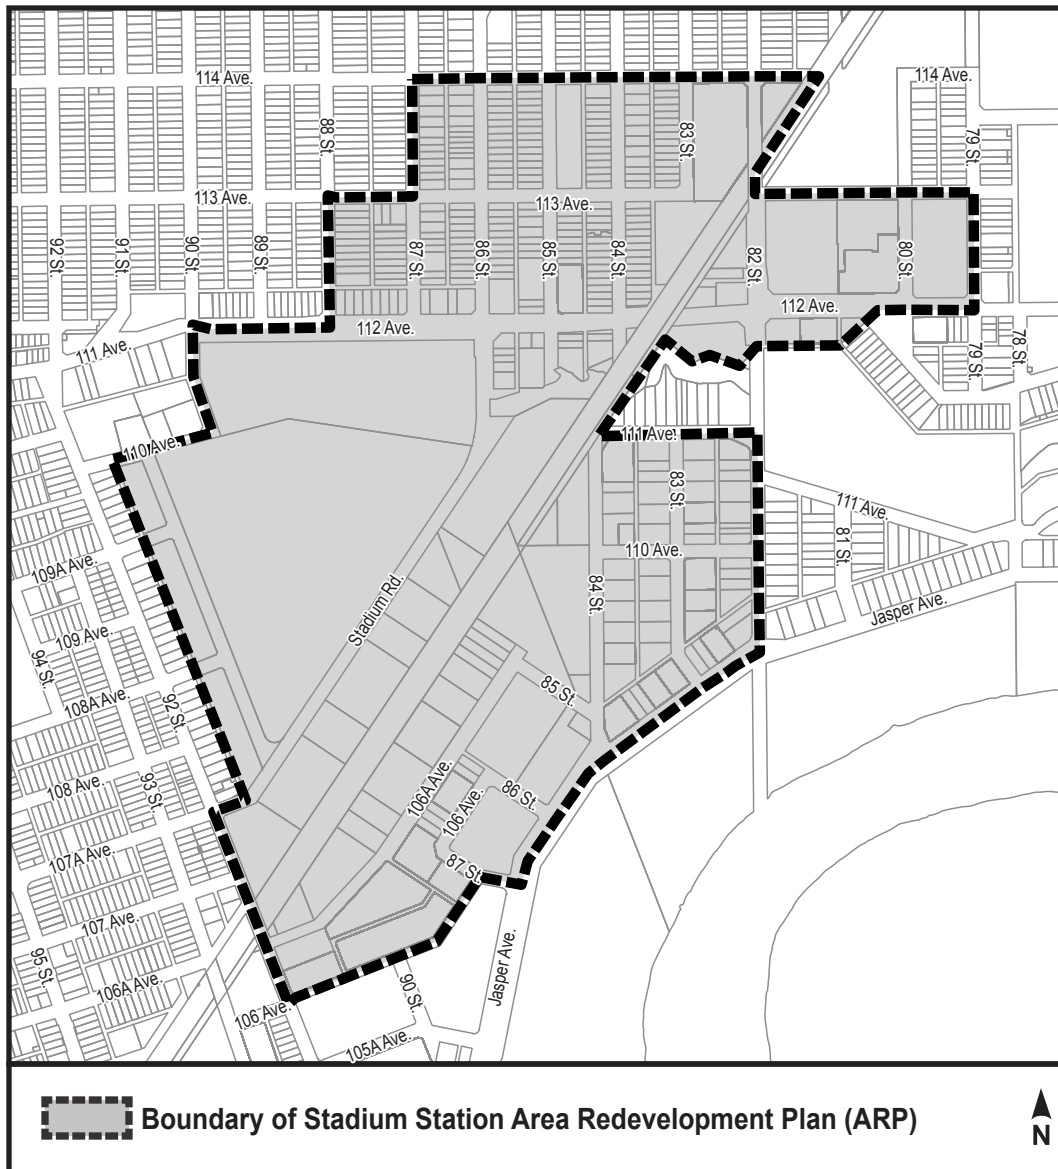 114 Ave.
114 Ave.
88 St.
83 St.
79 St.
113 Ave.
113 Ave.
92 St.
91 St.
90 St.
89 St.
87 St.
86 St.
85 St.
84 St.
82 St.
80 St.
112 Ave.
112 Ave.
111 Ave.
79 St.
78 St.
110 Ave.
111 Ave.
83 St.
111 Ave.
81 St.
110 Ave.
109A Ave.
84 St.
Jasper Ave.
Stadium Rd.
109 Ave.
94 St.
108A Ave.
92 St.
85 St.
108 Ave.
93 St.
106A Ave.
106 Ave.
86 St.
107A Ave.
87 St.
107 Ave.
95 St.
106A Ave.
90 St.
Jasper Ave.
106 Ave.
105A Ave.
Boundary of Stadium Station Area Redevelopment Plan (ARP)
N